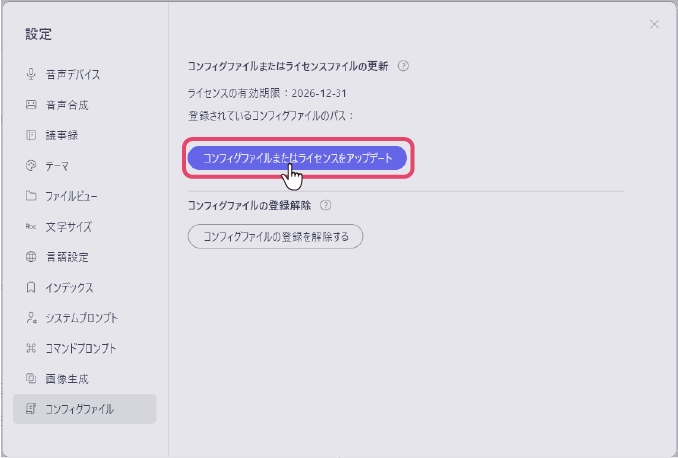 設定
音声デバイス
音声合成
議事録
テーマ
ファイルビュー
文字サイズ
言語設定
インデックス
システムプロンプト
コマンドプロンプト
画像生成
コンフィグファイル
コンフィグファイルまたはライセンスファイルの更新
ライセンスの有効期限：2026-12-31
登録されているコンフィグファイルのパス：
コンフィグファイルまたはライセンスをアップデート
コンフィグファイルの登録解除
コンフィグファイルの登録を解除する